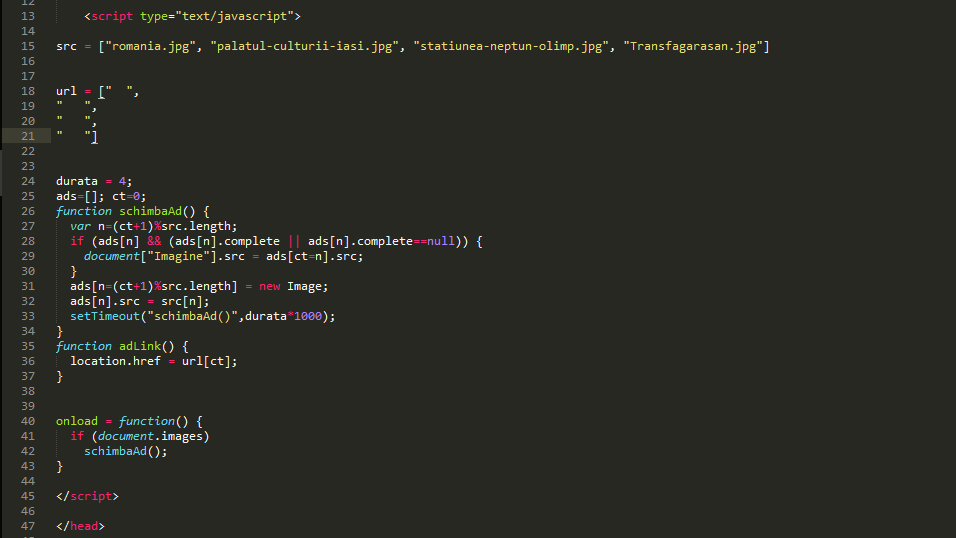 12
13 <script type="text/javascript">
14
15 src = ["romania.jpg", "palatul-culturii-iasi.jpg", "statiunea-neptun-olimp.jpg", "Transfagarasan.jpg"]
16
17
18 url = ["  ",
19 "   ",
20 "   ",
21 "   "]
22
23
24 durata = 4;
25 ads=[]; ct=0;
26 function schimbaAd() {
27   var n=(ct+1)%src.length;
28   if (ads[n] && (ads[n].complete || ads[n].complete==null)) {
29     document["Imagine"].src = ads[ct=n].src;
30   }
31   ads[n=(ct+1)%src.length] = new Image;
32   ads[n].src = src[n];
33   setTimeout("schimbaAd()",durata*1000);
34 }
35 function adLink() {
36   location.href = url[ct];
37 }
38
39
40 onload = function() {
41   if (document.images)
42     schimbaAd();
43 }
44
45 </script>
46
47 </head>